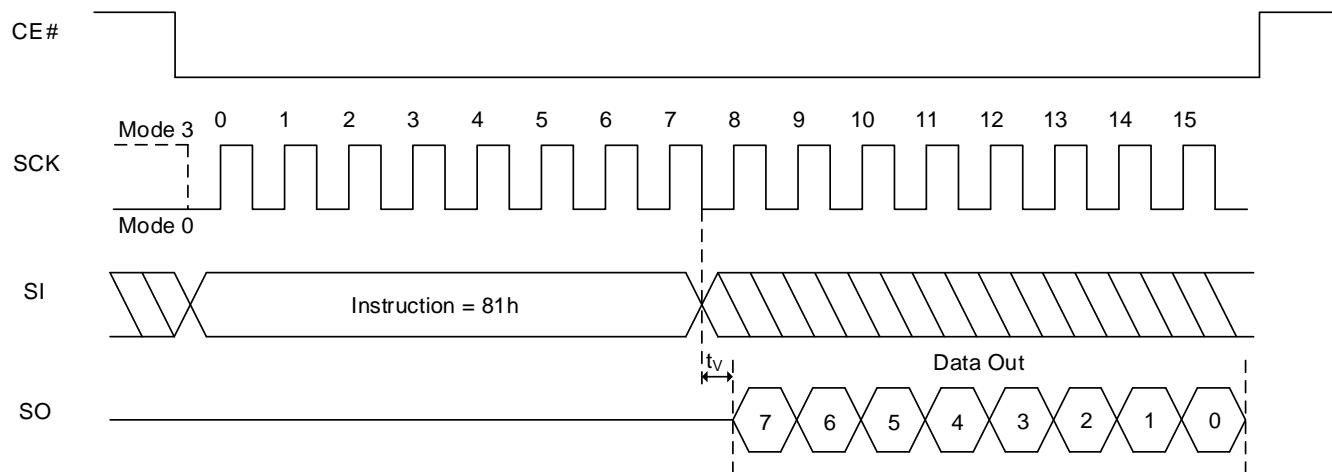 CE#
0 1 2 3 4 5 6 7 8 9 10 11 12 13 14 15
Mode 3
SCK
Mode 0
SI
Instruction = 81h
tV
Data Out
SO
7 6 5 4 3 2 1 0